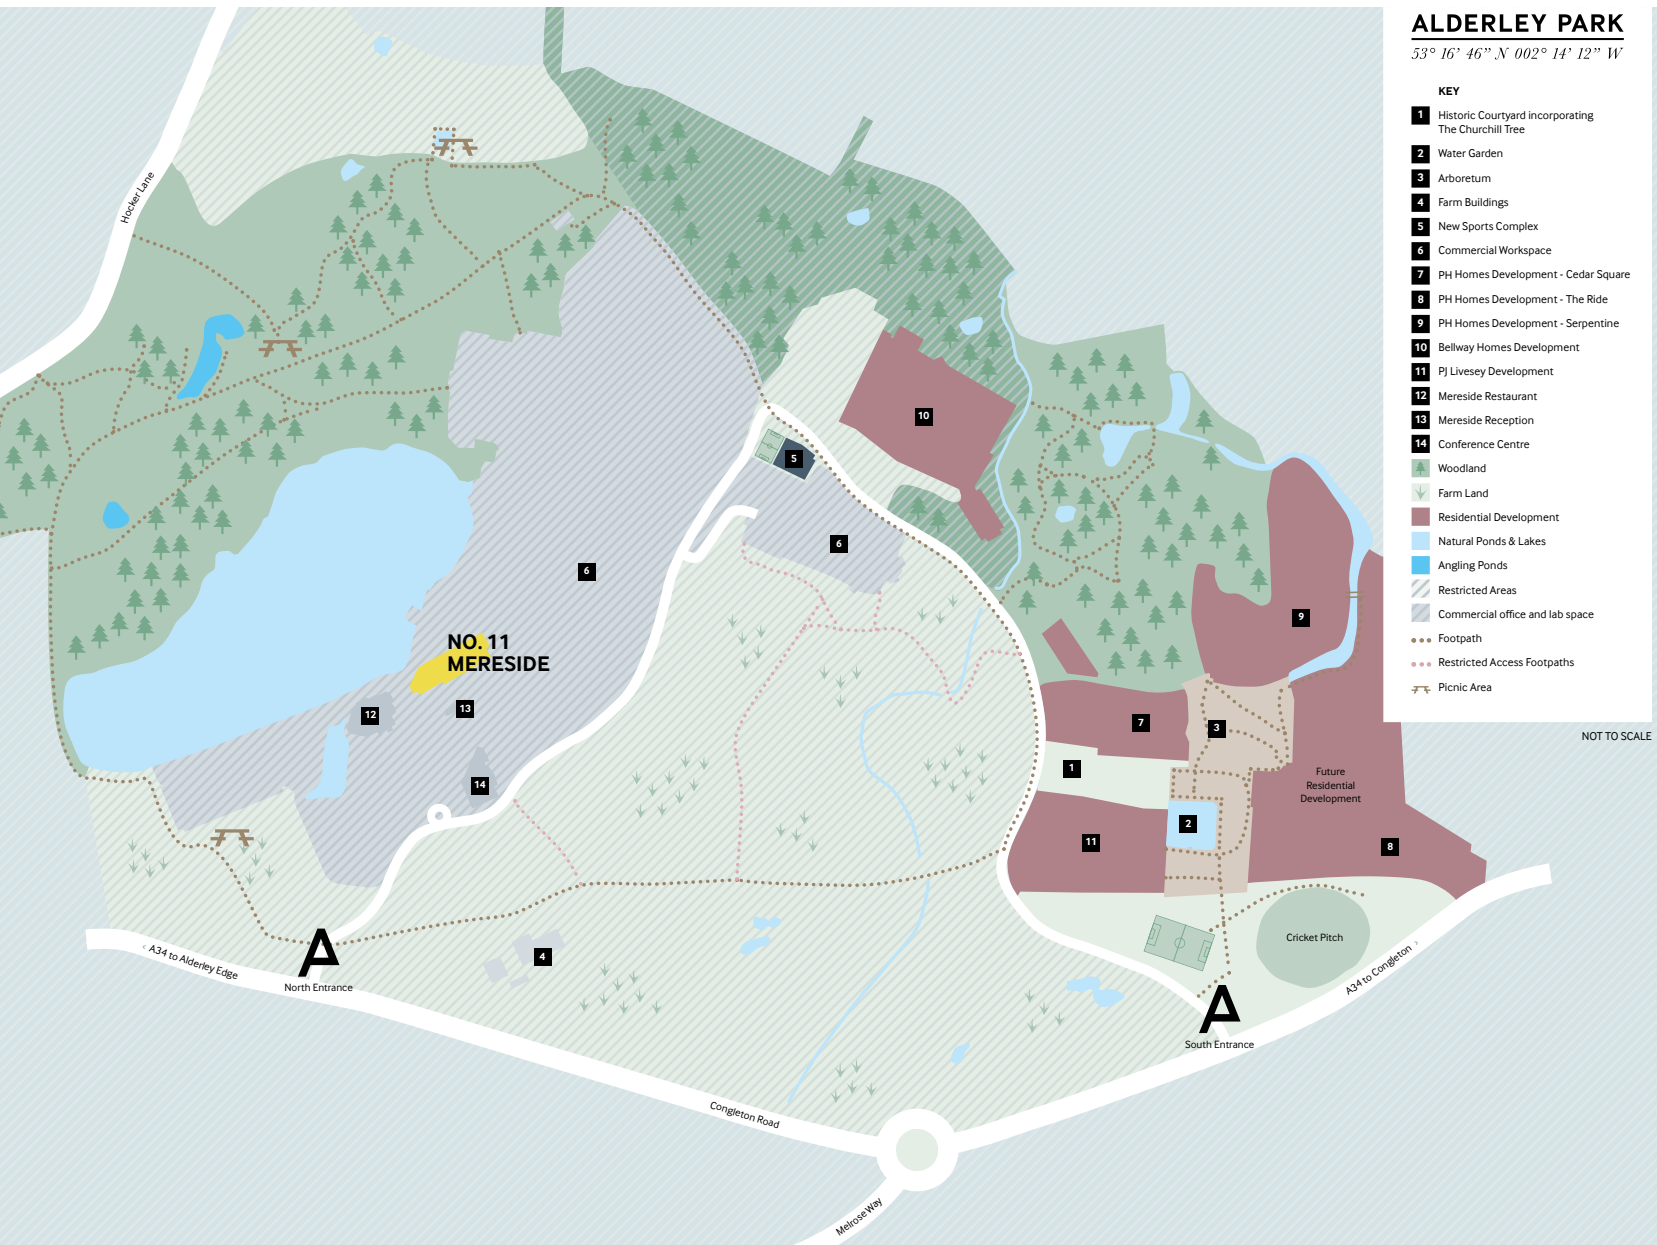 ALDERLEY PARK
53° 16' 46" N 002° 14' 12" W
KEY
1 Historic Courtyard incorporating
The Churchill Tree
2 Water Garden
3 Arboretum
4 Farm Buildings
5 New Sports Complex
6 Commercial Workspace
7 PH Homes Development - Cedar Square
8 PH Homes Development - The Ride
9 PH Homes Development - Serpentine
10 Bellway Homes Development
11 PJ Livesey Development
12 Mereside Restaurant
13 Mereside Reception
14 Conference Centre
Woodland
Farm Land
Residential Development
Natural Ponds & Lakes
Angling Ponds
Restricted Areas
Commercial office and lab space
Footpath
Restricted Access Footpaths
Picnic Area
NOT TO SCALE
Hocker Lane
10
5
6
6
9
NO. 11
MERESIDE
12
13
7
3
14
1
Future
Residential
Development
2
11
8
Cricket Pitch
4
‹ A34 to Alderley Edge
North Entrance
A34 to Congleton ›
South Entrance
Congleton Road
Melrose Way